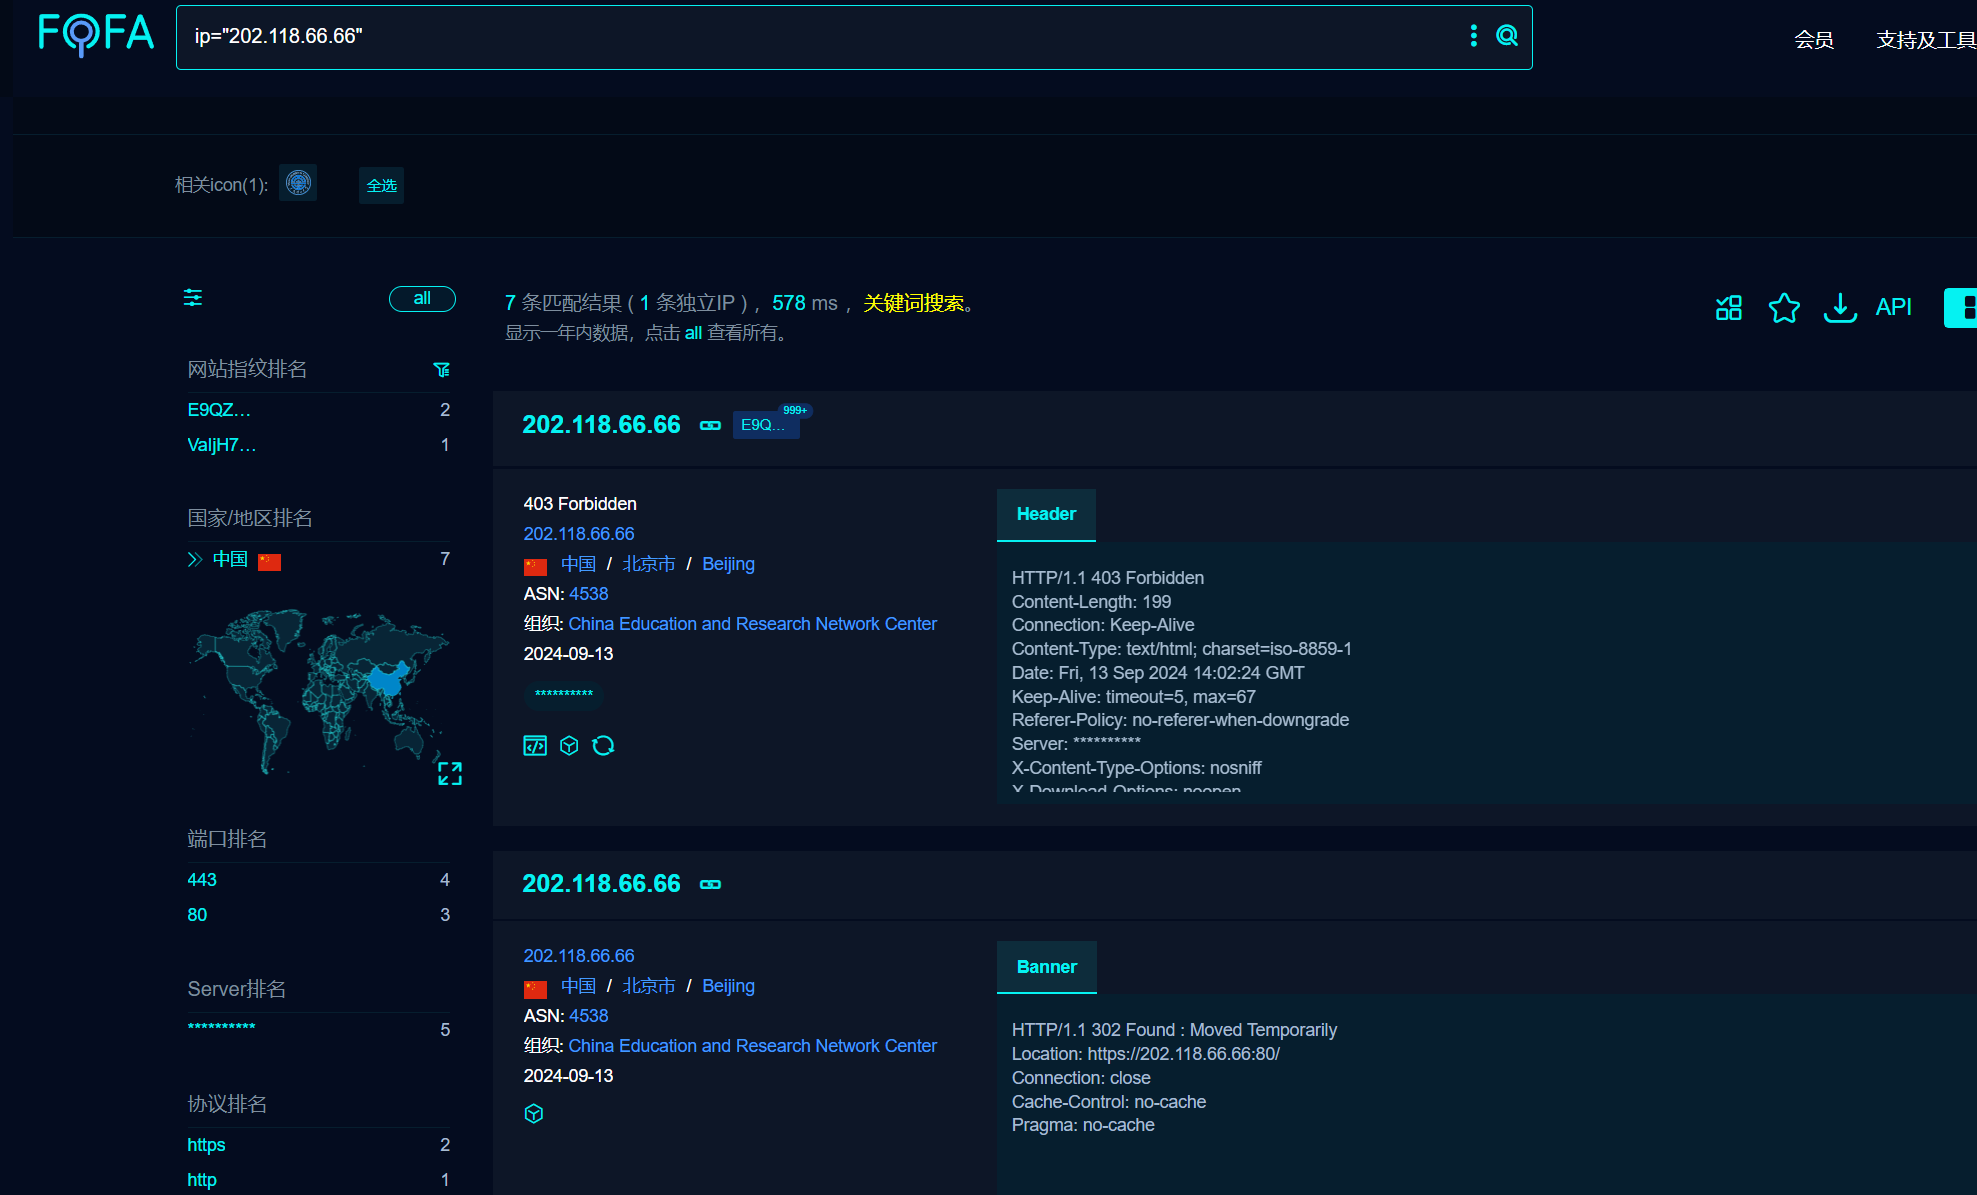 FOFA
ip="202.118.66.66"
会员
支持及工具
相关icon(1):
全选
all
7 条匹配结果 ( 1 条独立IP ) ，578 ms ，关键词搜索。
显示一年内数据，点击 all 查看所有。
API
网站指纹排名
E9QZ... 2
ValjH7... 1
国家/地区排名
中国 7
端口排名
443 4
80 3
Server排名
********** 5
协议排名
https 2
http 1
202.118.66.66
E9Q...
999+
403 Forbidden
202.118.66.66
中国 / 北京市 / Beijing
ASN: 4538
组织: China Education and Research Network Center
2024-09-13
**********
Header
HTTP/1.1 403 Forbidden
Content-Length: 199
Connection: Keep-Alive
Content-Type: text/html; charset=iso-8859-1
Date: Fri, 13 Sep 2024 14:02:24 GMT
Keep-Alive: timeout=5, max=67
Referer-Policy: no-referer-when-downgrade
Server: **********
X-Content-Type-Options: nosniff
X-Download-Options: noopen
202.118.66.66
202.118.66.66
中国 / 北京市 / Beijing
ASN: 4538
组织: China Education and Research Network Center
2024-09-13
Banner
HTTP/1.1 302 Found : Moved Temporarily
Location: https://202.118.66.66:80/
Connection: close
Cache-Control: no-cache
Pragma: no-cache